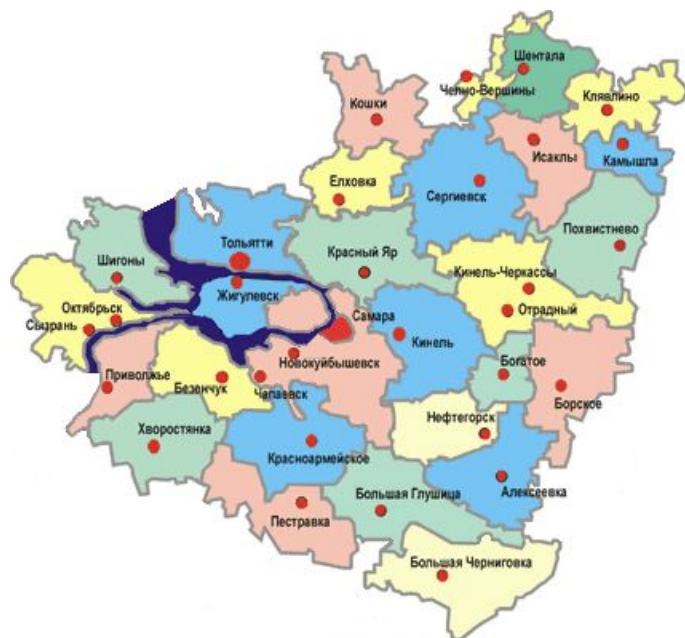 Шентала
Челно-Вершины
Клявлино
Кошки
Исаклы
Камышла
Елховка
Сергиевск
Похвистнево
Тольятти
Красный Яр
Шигоны
Кинель-Черкассы
Жигулевск
Октябрьск
Отрадный
Самара
Сызрань
Кинель
Новокуйбышевск
Богатое
Приволжье
Безенчук
Чапаевск
Борское
Нефтегорск
Хворостянка
Красноармейское
Алексеевка
Большая Глушица
Пестравка
Большая Черниговка